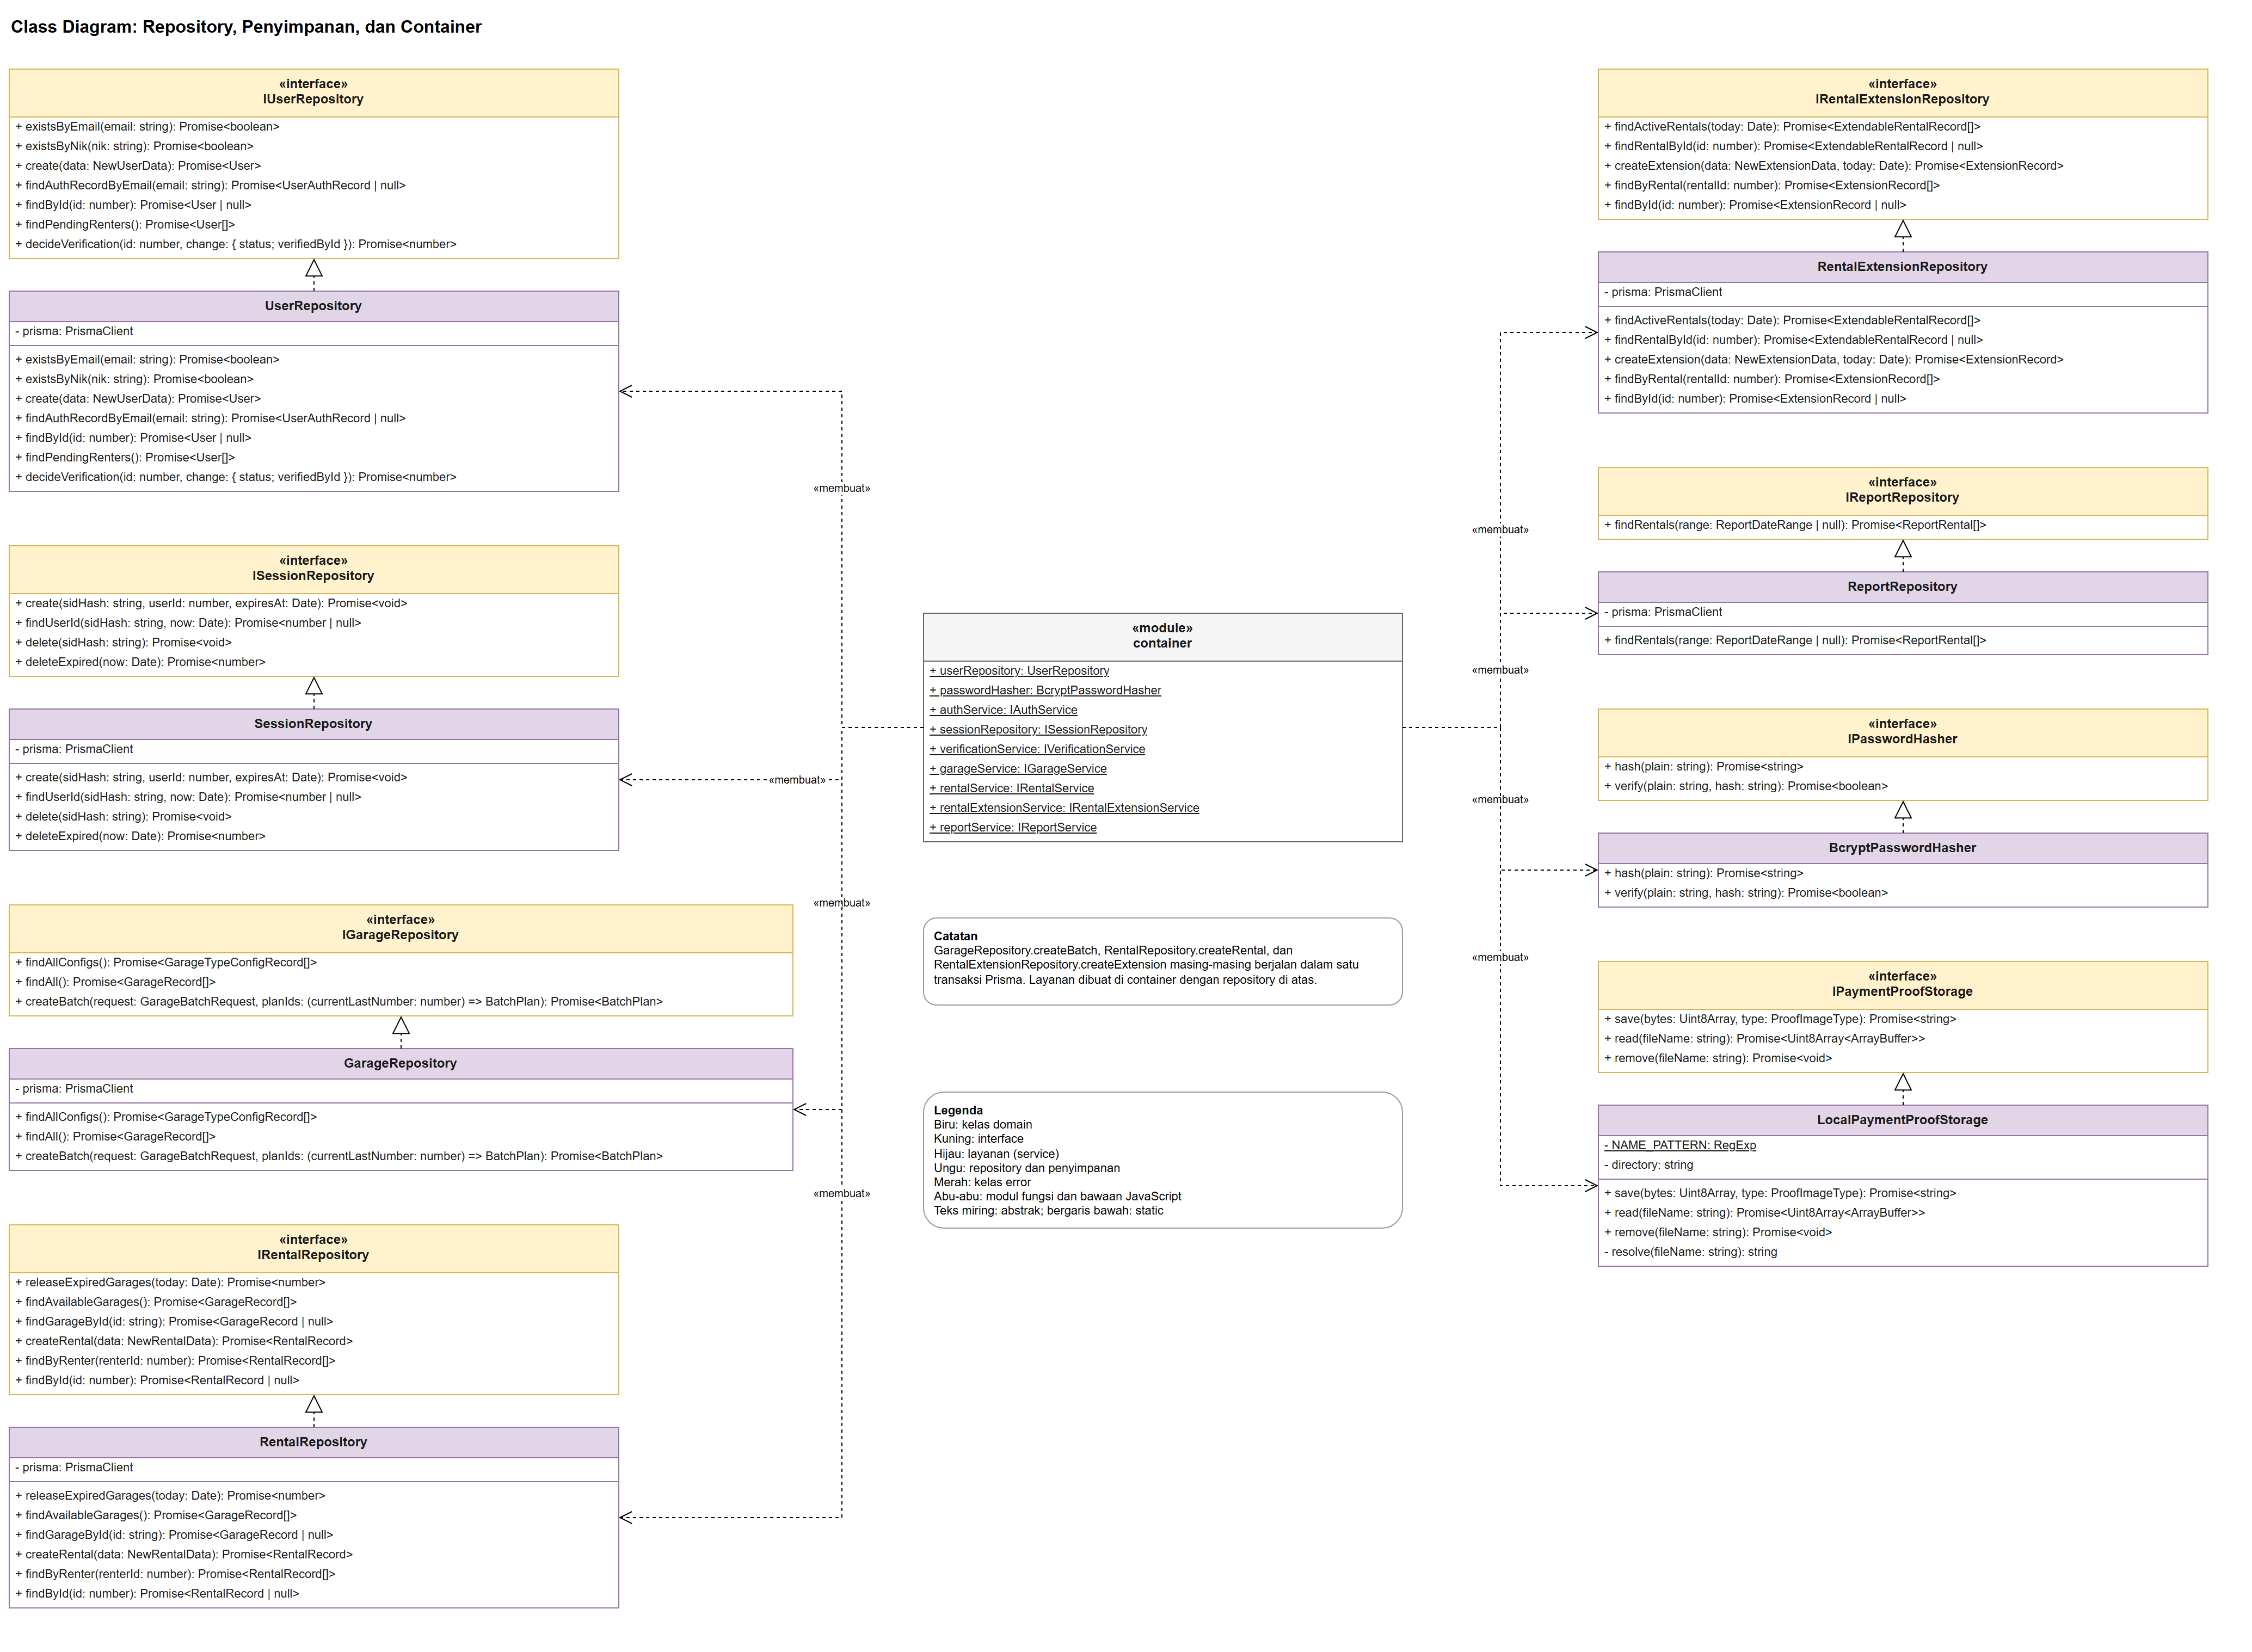 Class Diagram: Repository, Penyimpanan, dan Container
«interface»
IUserRepository
+ existsByEmail(email: string): Promise<boolean>
+ existsByNik(nik: string): Promise<boolean>
+ create(data: NewUserData): Promise<User>
+ findAuthRecordByEmail(email: string): Promise<UserAuthRecord | null>
+ findById(id: number): Promise<User | null>
+ findPendingRenters(): Promise<User[]>
+ decideVerification(id: number, change: { status; verifiedById }): Promise<number>
UserRepository
- prisma: PrismaClient
+ existsByEmail(email: string): Promise<boolean>
+ existsByNik(nik: string): Promise<boolean>
+ create(data: NewUserData): Promise<User>
+ findAuthRecordByEmail(email: string): Promise<UserAuthRecord | null>
+ findById(id: number): Promise<User | null>
+ findPendingRenters(): Promise<User[]>
+ decideVerification(id: number, change: { status; verifiedById }): Promise<number>
«interface»
ISessionRepository
+ create(sidHash: string, userId: number, expiresAt: Date): Promise<void>
+ findUserId(sidHash: string, now: Date): Promise<number | null>
+ delete(sidHash: string): Promise<void>
+ deleteExpired(now: Date): Promise<number>
SessionRepository
- prisma: PrismaClient
+ create(sidHash: string, userId: number, expiresAt: Date): Promise<void>
+ findUserId(sidHash: string, now: Date): Promise<number | null>
+ delete(sidHash: string): Promise<void>
+ deleteExpired(now: Date): Promise<number>
«interface»
IGarageRepository
+ findAllConfigs(): Promise<GarageTypeConfigRecord[]>
+ findAll(): Promise<GarageRecord[]>
+ createBatch(request: GarageBatchRequest, planIds: (currentLastNumber: number) => BatchPlan): Promise<BatchPlan>
GarageRepository
- prisma: PrismaClient
+ findAllConfigs(): Promise<GarageTypeConfigRecord[]>
+ findAll(): Promise<GarageRecord[]>
+ createBatch(request: GarageBatchRequest, planIds: (currentLastNumber: number) => BatchPlan): Promise<BatchPlan>
«interface»
IRentalRepository
+ releaseExpiredGarages(today: Date): Promise<number>
+ findAvailableGarages(): Promise<GarageRecord[]>
+ findGarageById(id: string): Promise<GarageRecord | null>
+ createRental(data: NewRentalData): Promise<RentalRecord>
+ findByRenter(renterId: number): Promise<RentalRecord[]>
+ findById(id: number): Promise<RentalRecord | null>
RentalRepository
- prisma: PrismaClient
+ releaseExpiredGarages(today: Date): Promise<number>
+ findAvailableGarages(): Promise<GarageRecord[]>
+ findGarageById(id: string): Promise<GarageRecord | null>
+ createRental(data: NewRentalData): Promise<RentalRecord>
+ findByRenter(renterId: number): Promise<RentalRecord[]>
+ findById(id: number): Promise<RentalRecord | null>
«membuat»
«membuat»
«membuat»
«membuat»
«module»
container
+ userRepository: UserRepository
+ passwordHasher: BcryptPasswordHasher
+ authService: IAuthService
+ sessionRepository: ISessionRepository
+ verificationService: IVerificationService
+ garageService: IGarageService
+ rentalService: IRentalService
+ rentalExtensionService: IRentalExtensionService
+ reportService: IReportService
Catatan
GarageRepository.createBatch, RentalRepository.createRental, dan
RentalExtensionRepository.createExtension masing-masing berjalan dalam satu
transaksi Prisma. Layanan dibuat di container dengan repository di atas.
Legenda
Biru: kelas domain
Kuning: interface
Hijau: layanan (service)
Ungu: repository dan penyimpanan
Merah: kelas error
Abu-abu: modul fungsi dan bawaan JavaScript
Teks miring: abstrak; bergaris bawah: static
«membuat»
«membuat»
«membuat»
«membuat»
«interface»
IRentalExtensionRepository
+ findActiveRentals(today: Date): Promise<ExtendableRentalRecord[]>
+ findRentalById(id: number): Promise<ExtendableRentalRecord | null>
+ createExtension(data: NewExtensionData, today: Date): Promise<ExtensionRecord>
+ findByRental(rentalId: number): Promise<ExtensionRecord[]>
+ findById(id: number): Promise<ExtensionRecord | null>
RentalExtensionRepository
- prisma: PrismaClient
+ findActiveRentals(today: Date): Promise<ExtendableRentalRecord[]>
+ findRentalById(id: number): Promise<ExtendableRentalRecord | null>
+ createExtension(data: NewExtensionData, today: Date): Promise<ExtensionRecord>
+ findByRental(rentalId: number): Promise<ExtensionRecord[]>
+ findById(id: number): Promise<ExtensionRecord | null>
«interface»
IReportRepository
+ findRentals(range: ReportDateRange | null): Promise<ReportRental[]>
ReportRepository
- prisma: PrismaClient
+ findRentals(range: ReportDateRange | null): Promise<ReportRental[]>
«interface»
IPasswordHasher
+ hash(plain: string): Promise<string>
+ verify(plain: string, hash: string): Promise<boolean>
BcryptPasswordHasher
+ hash(plain: string): Promise<string>
+ verify(plain: string, hash: string): Promise<boolean>
«interface»
IPaymentProofStorage
+ save(bytes: Uint8Array, type: ProofImageType): Promise<string>
+ read(fileName: string): Promise<Uint8Array<ArrayBuffer>>
+ remove(fileName: string): Promise<void>
LocalPaymentProofStorage
- NAME_PATTERN: RegExp
- directory: string
+ save(bytes: Uint8Array, type: ProofImageType): Promise<string>
+ read(fileName: string): Promise<Uint8Array<ArrayBuffer>>
+ remove(fileName: string): Promise<void>
- resolve(fileName: string): string